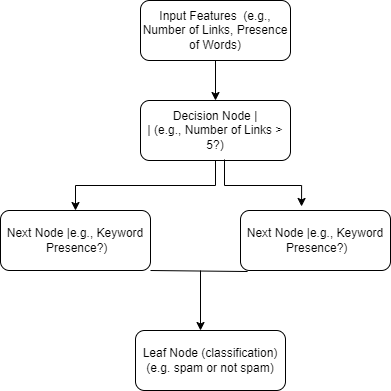 Input Features (e.g.,
Number of Links, Presence
of Words)
Decision Node |
| (e.g., Number of Links >
5?)
Next Node |e.g., Keyword
Presence?)
Next Node |e.g., Keyword
Presence?)
Leaf Node (classification)
(e.g. spam or not spam)